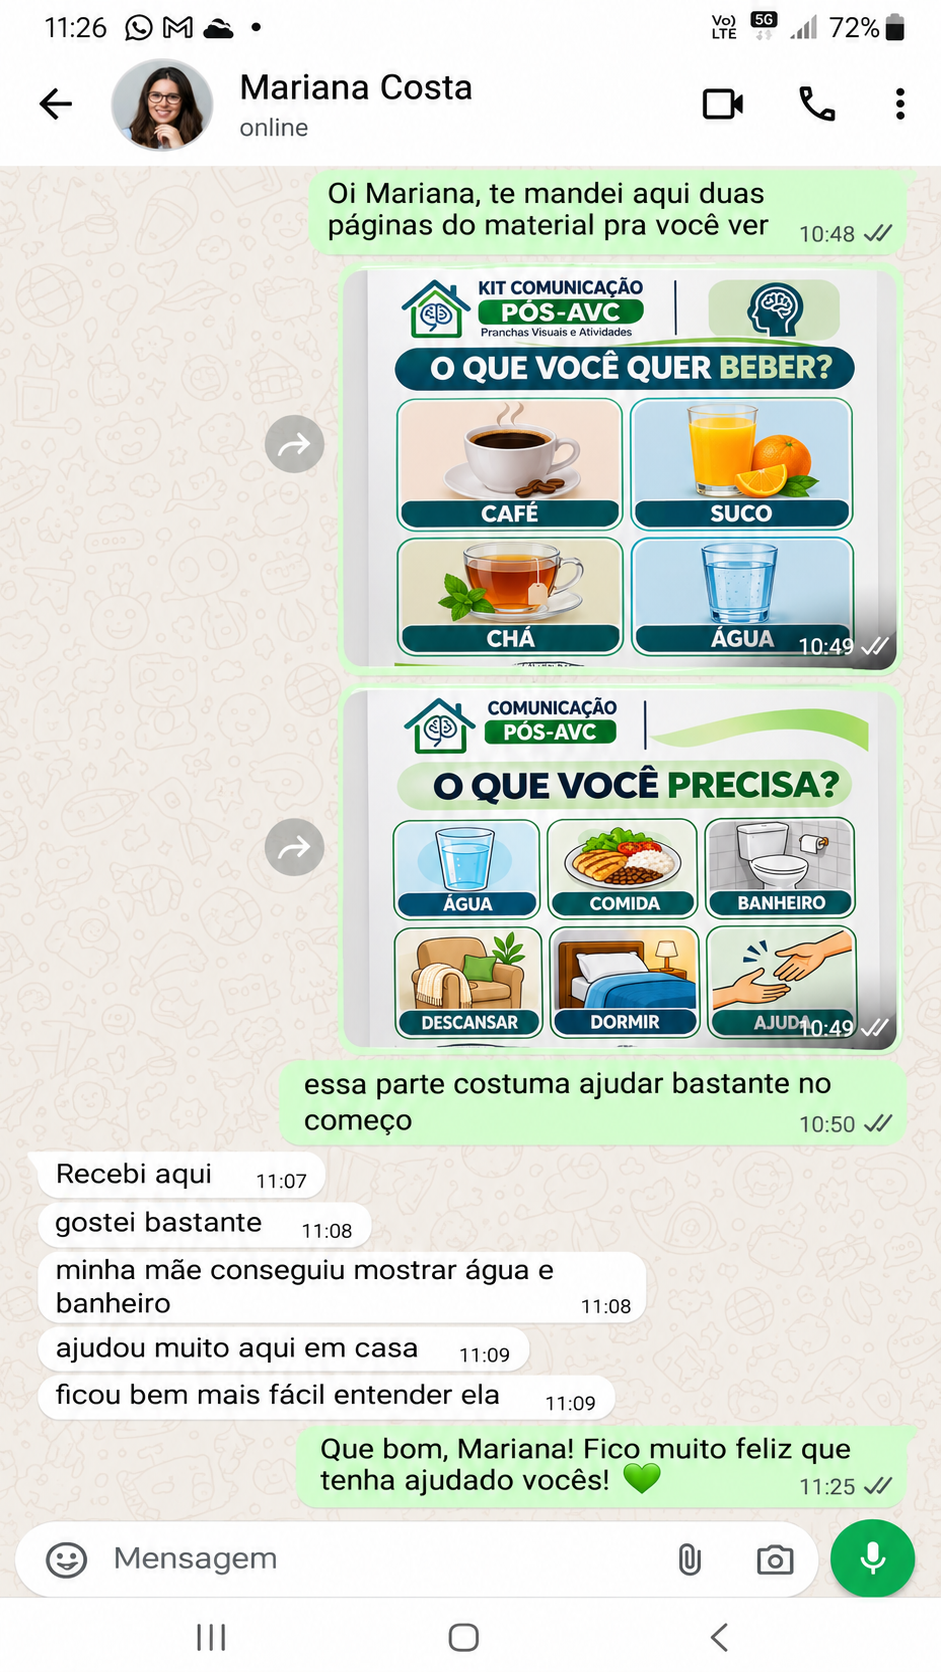 11:26
Vo)
LTE
5G
72%
Mariana Costa
online
Oi Mariana, te mandei aqui duas
páginas do material pra você ver
10:48
KIT COMUNICAÇÃO
PÓS-AVC
Pranchas Visuais e Atividades
O QUE VOCÊ QUER BEBER?
CAFÉ
SUCO
CHÁ
ÁGUA
10:49
COMUNICAÇÃO
PÓS-AVC
O QUE VOCÊ PRECISA?
ÁGUA
COMIDA
BANHEIRO
DESCANSAR
DORMIR
AJUDA
10:49
essa parte costuma ajudar bastante no
começo
10:50
Recebi aqui
11:07
gostei bastante
11:08
minha mãe conseguiu mostrar água e
banheiro
11:08
ajudou muito aqui em casa
11:09
ficou bem mais fácil entender ela
11:09
Que bom, Mariana! Fico muito feliz que
tenha ajudado vocês! 💚
11:25
Mensagem